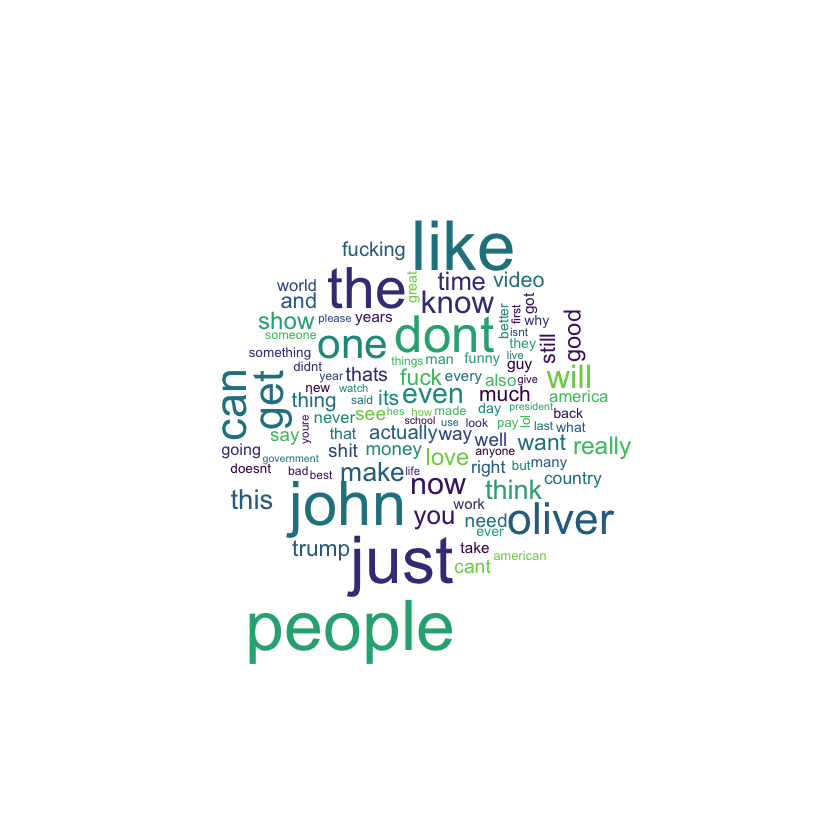 like
fucking
the
great
time
video
world
and
know
got
show
please
years
first
why
someone
one
dont
better
isnt
they
still
good
something
things
man
funny
live
guy
didnt
can
get
year
thats
fuck
every
also
give
will
new
watch
thing
its
even
much
america
said
youre
say
never
see
hes
how
made
day
president
back
that
school
use
look
pay
lol
last
what
going
shit
actually
way
well
want
really
government
money
love
anyone
but
many
doesnt
bad
best
make
life
right
country
this
john
now
think
you
work
need
oliver
ever
trump
just
take
american
cant
people